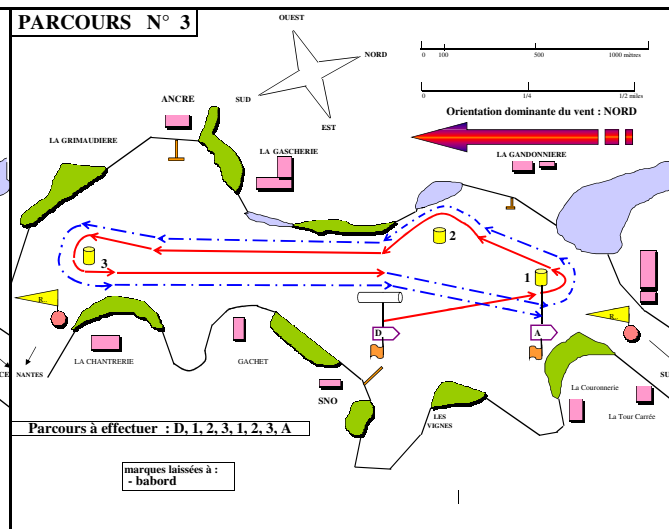 PARCOURS N° 3
OUEST
NORD
SUD
EST
0 100 500 1000 mètres
0 1/4 1/2 miles
Orientation dominante du vent : NORD
ANCRE
LA GRIMAUDIERE
LA GASCHERIE
LA GANDONNIERE
2
3
1
R
D
A
R
LA CHANTRERIE
GACHET
CE NANTES
SU
SNO
LES
VIGNES
La Couronnerie
La Tour Carrée
Parcours à effectuer : D, 1, 2, 3, 1, 2, 3, A
marques laissées à :
- babord